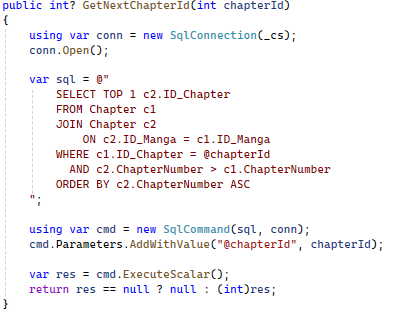 public int? GetNextChapterId(int chapterId)
{
    using var conn = new SqlConnection(_cs);
    conn.Open();

    var sql = @"
        SELECT TOP 1 c2.ID_Chapter
        FROM Chapter c1
        JOIN Chapter c2
            ON c2.ID_Manga = c1.ID_Manga
        WHERE c1.ID_Chapter = @chapterId
          AND c2.ChapterNumber > c1.ChapterNumber
        ORDER BY c2.ChapterNumber ASC
    ";

    using var cmd = new SqlCommand(sql, conn);
    cmd.Parameters.AddWithValue("@chapterId", chapterId);

    var res = cmd.ExecuteScalar();
    return res == null ? null : (int)res;
}